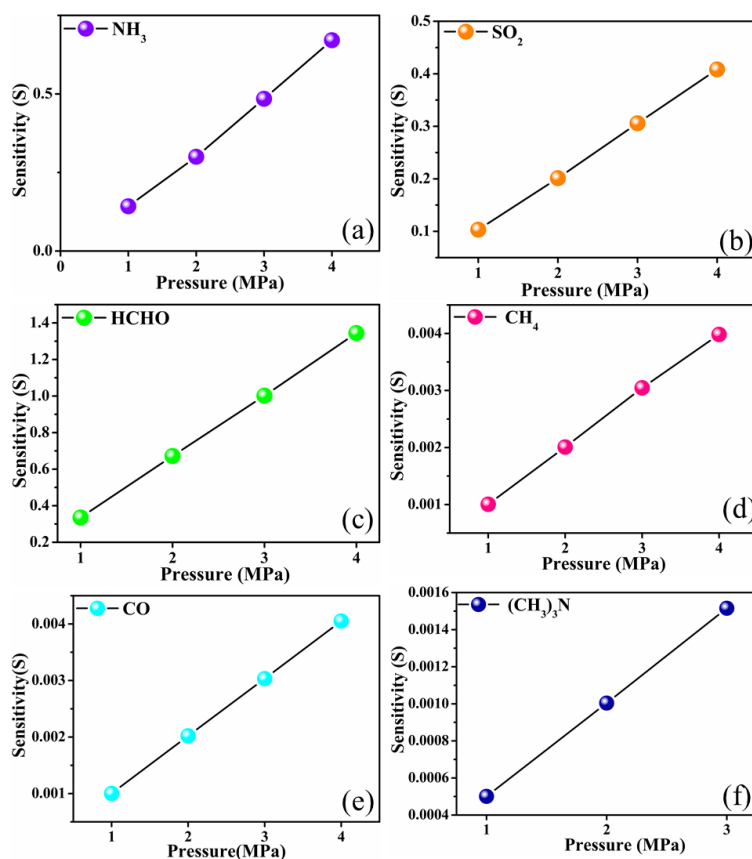 NH₃
Sensitivity (S)
0.5
0.0
0
1
2
3
4
Pressure (MPa)
(a)
SO₂
Sensitivity (S)
0.5
0.4
0.3
0.2
0.1
1
2
3
4
Pressure (MPa)
(b)
HCHO
Sensitivity (S)
1.4
1.2
1.0
0.8
0.6
0.4
0.2
1
2
3
4
Pressure (MPa)
(c)
CH₄
Sensitivity (S)
0.004
0.003
0.002
0.001
1
2
3
4
Pressure (MPa)
(d)
CO
Sensitivity(S)
0.004
0.003
0.002
0.001
1
2
3
4
Pressure(MPa)
(e)
(CH₃)₃N
Sensitivity (S)
0.0016
0.0014
0.0012
0.0010
0.0008
0.0006
0.0004
1
2
3
Pressure (MPa)
(f)